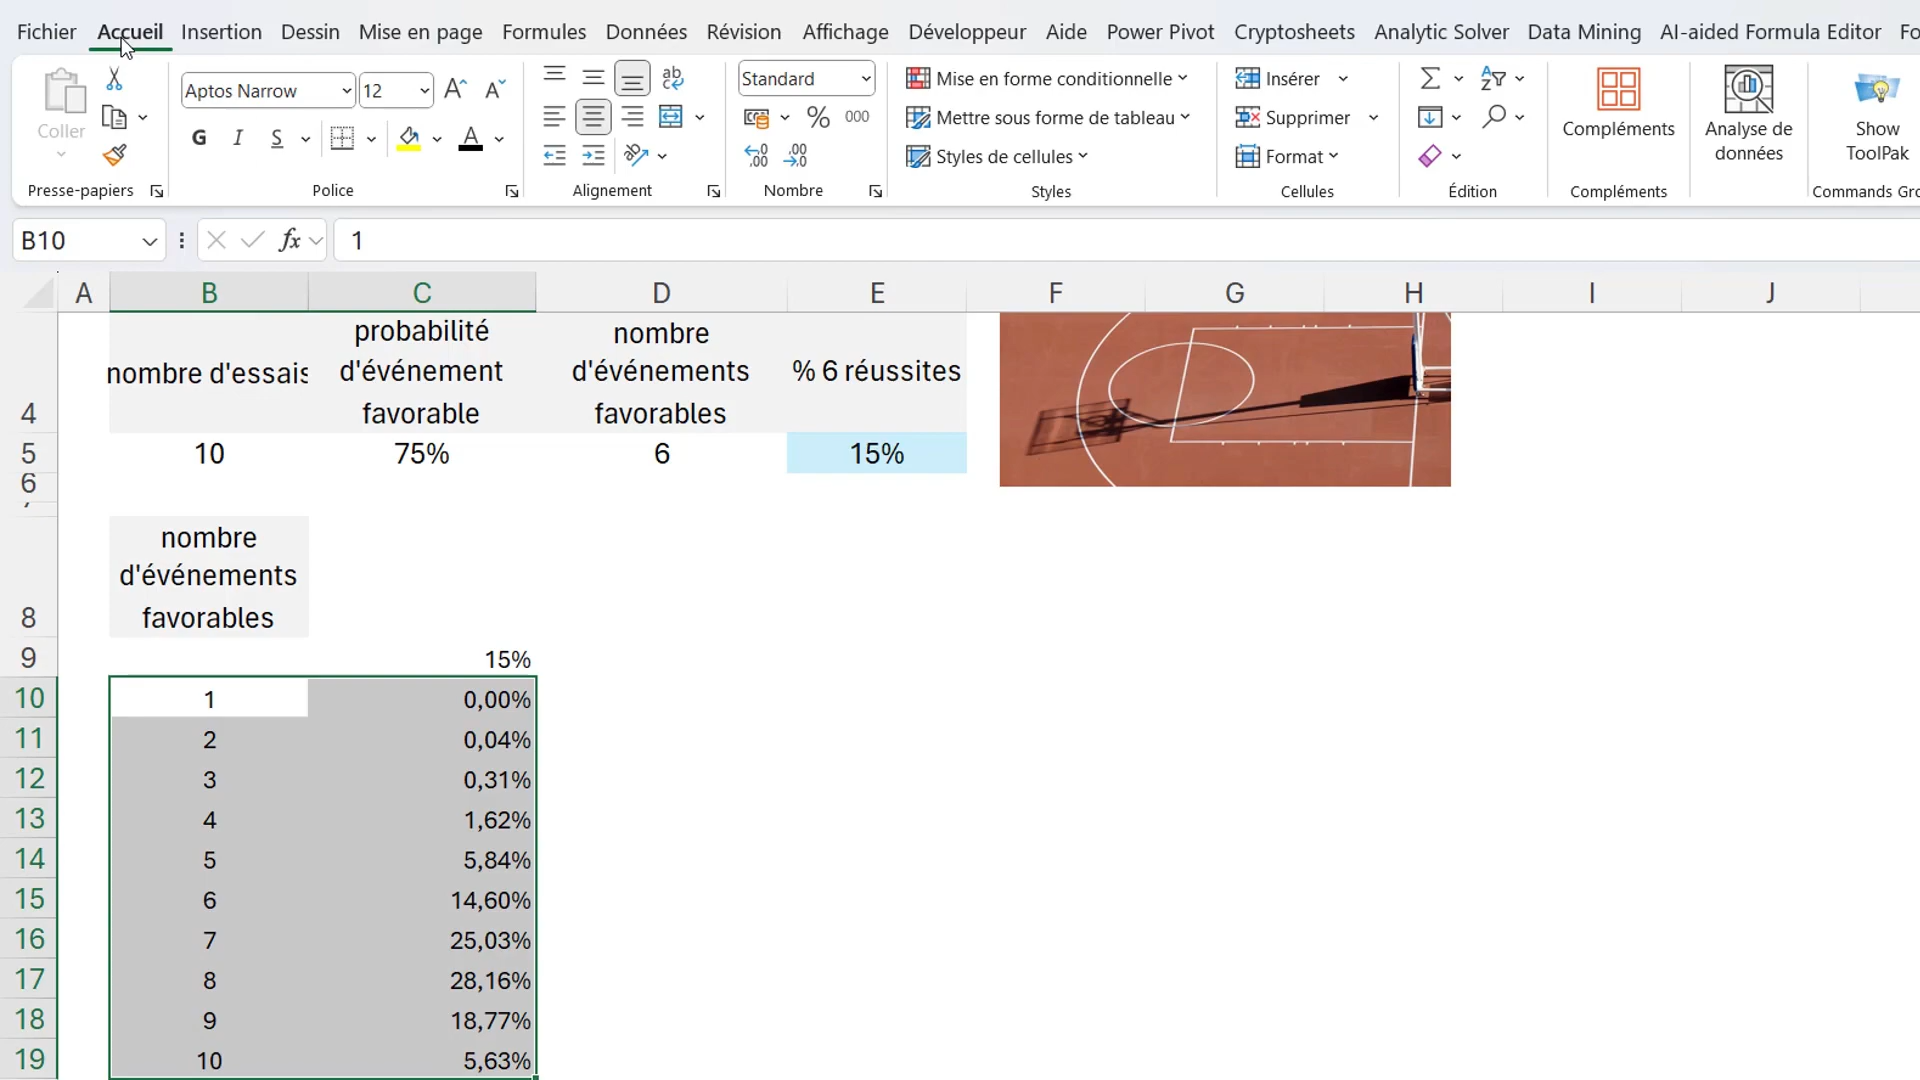 Fichier Accueil Insertion Dessin Mise en page Formules Données Révision Affichage Développeur Aide Power Pivot Cryptosheets Analytic Solver Data Mining AI-aided Formula Editor Fo
Coller
Presse-papiers
Aptos Narrow 12
G I S
Police
Alignement
Standard
% 000
Nombre
Mise en forme conditionnelle
Mettre sous forme de tableau
Styles de cellules
Styles
Insérer
Supprimer
Format
Cellules
Édition
Compléments
Compléments
Analyse de
données
Show
ToolPak
Commands Gro
B10 fx 1
A B C D E F G H I J
nombre d'essais
probabilité
d'événement
favorable
nombre
d'événements
favorables
% 6 réussites
4
5 10 75% 6 15%
6
nombre
d'événements
favorables
8
9 15%
10 1 0,00%
11 2 0,04%
12 3 0,31%
13 4 1,62%
14 5 5,84%
15 6 14,60%
16 7 25,03%
17 8 28,16%
18 9 18,77%
19 10 5,63%